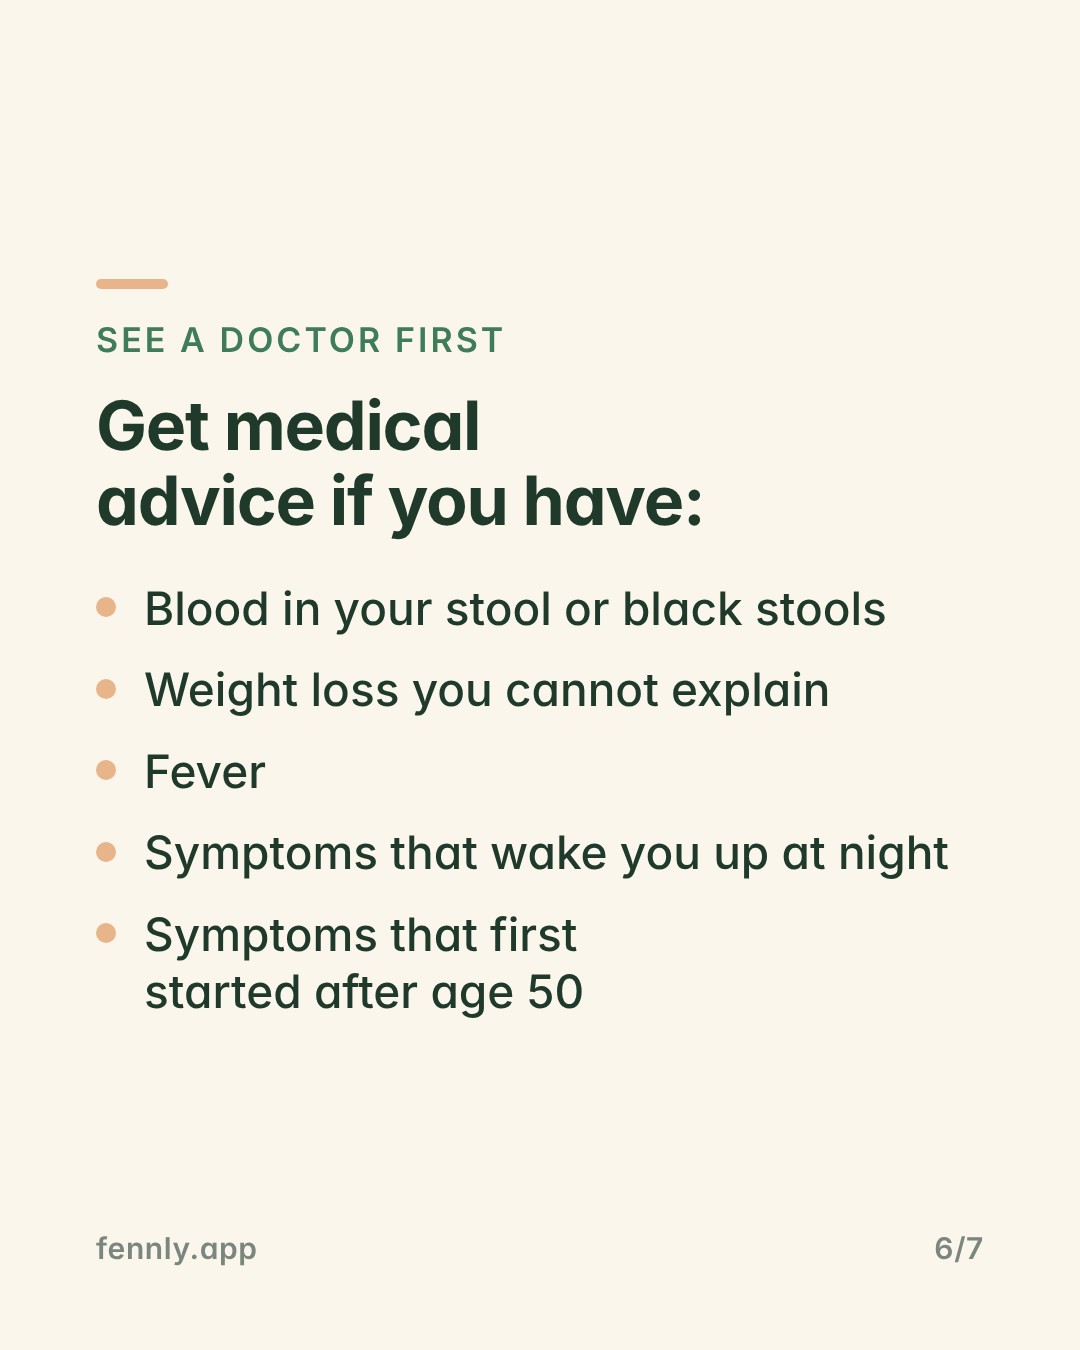 SEE A DOCTOR FIRST
Get medical
advice if you have:
Blood in your stool or black stools
Weight loss you cannot explain
Fever
Symptoms that wake you up at night
Symptoms that first
started after age 50
fennly.app
6/7